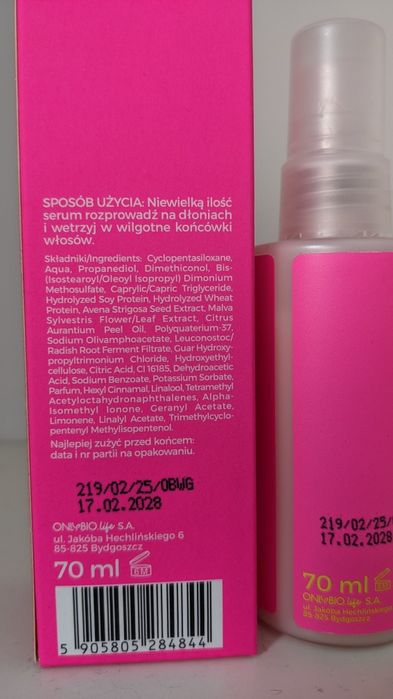 SPOSÓB UŻYCIA: Niewielką ilość
serum rozprowadź na dłoniach
i wetrzyj w wilgotne końcówki
włosów.
Składniki/Ingredients: Cyclopentasiloxane,
Aqua, Propanediol, Dimethiconol, Bis-
(Isostearoyl/Oleoyl Isopropyl) Dimonium
Methosulfate, Caprylic/Capric Triglyceride,
Hydrolyzed Soy Protein, Hydrolyzed Wheat
Protein, Avena Strigosa Seed Extract, Malva
Sylvestris Flower/Leaf Extract, Citrus
Aurantium Peel Oil, Polyquaterium-37,
Sodium Olivamphoacetate, Leuconostoc/
Radish Root Ferment Filtrate, Guar Hydroxy-
propyltrimonium Chloride, Hydroxyethyl-
cellulose, Citric Acid, CI 16185, Dehydroacetic
Acid, Sodium Benzoate, Potassium Sorbate,
Parfum, Hexyl Cinnamal, Linalool, Tetramethyl
Acetyloctahydronaphthalenes, Alpha-
Isomethyl Ionone, Geranyl Acetate,
Limonene, Linalyl Acetate, Trimethylcyclo-
pentenyl Methylisopentenol.
Najlepiej zużyć przed końcem:
data i nr partii na opakowaniu.
219/02/25/0BWG
17.02.2028
ONLYBIO life S.A.
ul. Jakóba Hechlińskiego 6
85-825 Bydgoszcz
70 ml 6M
5 905805 284844
219/02/25/
17.02.2028
70 ml
ONLYBIO life S.A.
ul. Jakóba Hechlińskiego
85-825 Bydgoszcz